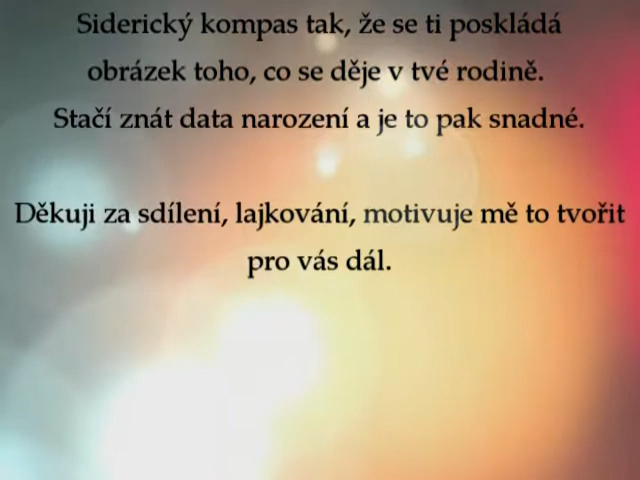 Siderický kompas tak, že se ti poskládá
obrázek toho, co se děje v tvé rodině.
Stačí znát data narození a je to pak snadné.
Děkuji za sdílení, lajkování, motivuje mě to tvořit
pro vás dál.